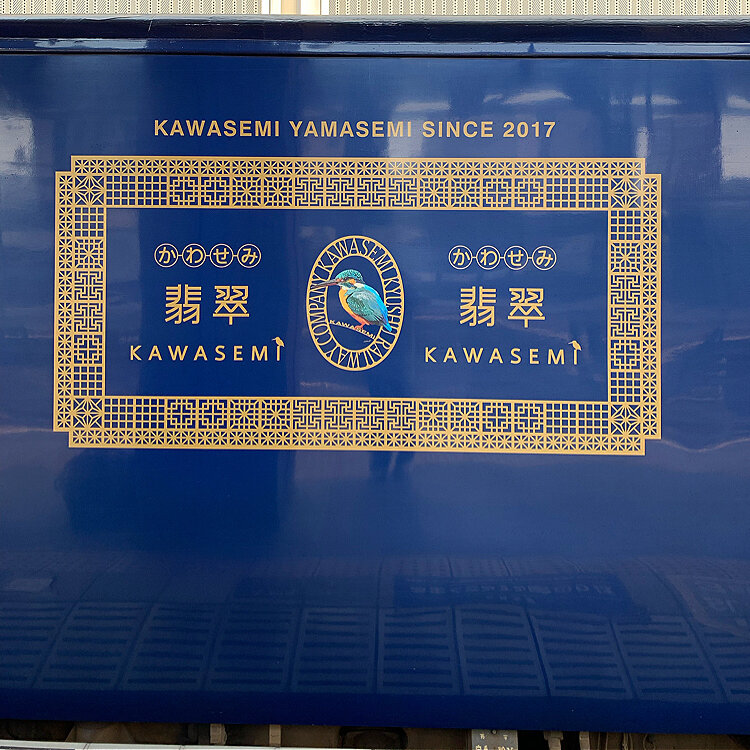 KAWASEMI YAMASEMI SINCE 2017
かわせみ
翡翠
KAWASEMI
KAWASEMI KYUSHU RAILWAY COMPANY
KAWASEMI
かわせみ
翡翠
KAWASEMI